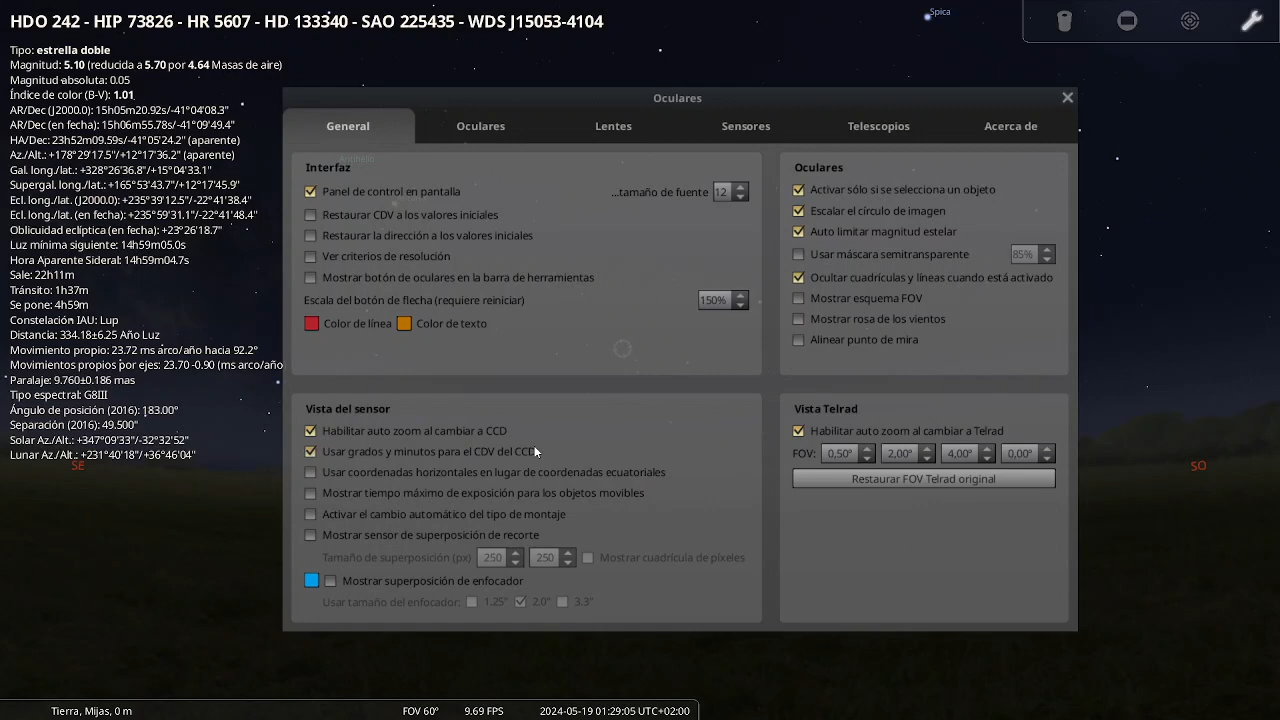 HDO 242 - HIP 73826 - HR 5607 - HD 133340 - SAO 225435 - WDS J15053-4104
Spica
Tipo: estrella doble
Magnitud: 5.10 (reducida a 5.70 por 4.64 Masas de aire)
Magnitud absoluta: 0.05
Índice de color (B-V): 1.01
AR/Dec (J2000.0): 15h05m20.92s/-41°04'08.3"
AR/Dec (en fecha): 15h06m55.78s/-41°09'49.4"
HA/Dec: 23h52m09.59s/-41°05'24.2" (aparente)
Az./Alt.: +178°29'17.5"/+12°17'36.2" (aparente)
Gal. long./lat.: +328°26'36.8"/+15°04'33.1"
Supergal. long./lat.: +165°53'43.7"/+12°17'45.9"
Ecl. long./lat. (J2000.0): +235°39'12.5"/-22°41'38.4"
Ecl. long./lat. (en fecha): +235°59'31.1"/-22°41'48.4"
Oblicuidad eclíptica (en fecha): +23°26'18.7"
Luz mínima siguiente: 14h59m05.0s
Hora Aparente Sideral: 14h59m04.7s
Sale: 22h11m
Tránsito: 1h37m
Se pone: 4h59m
Constelación IAU: Lup
Distancia: 334.18±6.25 Año Luz
Movimiento propio: 23.72 ms arco/año hacia 92.2°
Movimientos propios por ejes: 23.70 -0.90 (ms arco/año
Paralaje: 9.760±0.186 mas
Tipo espectral: G8III
Ángulo de posición (2016): 183.00°
Separación (2016): 49.500"
Solar Az./Alt.: +347°09'33"/-32°32'52"
Lunar Az./Alt.: +231°40'18"/+36°46'04"
SE
SO
Oculares
General
Oculares
Lentes
Sensores
Telescopios
Acerca de
Interfaz
Panel de control en pantalla
...tamaño de fuente 12
Restaurar CDV a los valores iniciales
Restaurar la dirección a los valores iniciales
Ver criterios de resolución
Mostrar botón de oculares en la barra de herramientas
Escala del botón de flecha (requiere reiniciar) 150%
Color de línea Color de texto
Oculares
Activar sólo si se selecciona un objeto
Escalar el círculo de imagen
Auto limitar magnitud estelar
Usar máscara semitransparente 85%
Ocultar cuadrículas y líneas cuando está activado
Mostrar esquema FOV
Mostrar rosa de los vientos
Alinear punto de mira
Vista del sensor
Habilitar auto zoom al cambiar a CCD
Usar grados y minutos para el CDV del CCD
Usar coordenadas horizontales en lugar de coordenadas ecuatoriales
Mostrar tiempo máximo de exposición para los objetos movibles
Activar el cambio automático del tipo de montaje
Mostrar sensor de superposición de recorte
Tamaño de superposición (px) 250 250 Mostrar cuadrícula de píxeles
Mostrar superposición de enfocador
Usar tamaño del enfocador: 1.25" 2.0" 3.3"
Vista Telrad
Habilitar auto zoom al cambiar a Telrad
FOV: 0,50° 2,00° 4,00° 0,00°
Restaurar FOV Telrad original
Tierra, Mijas, 0 m FOV 60° 9.69 FPS 2024-05-19 01:29:05 UTC+02:00